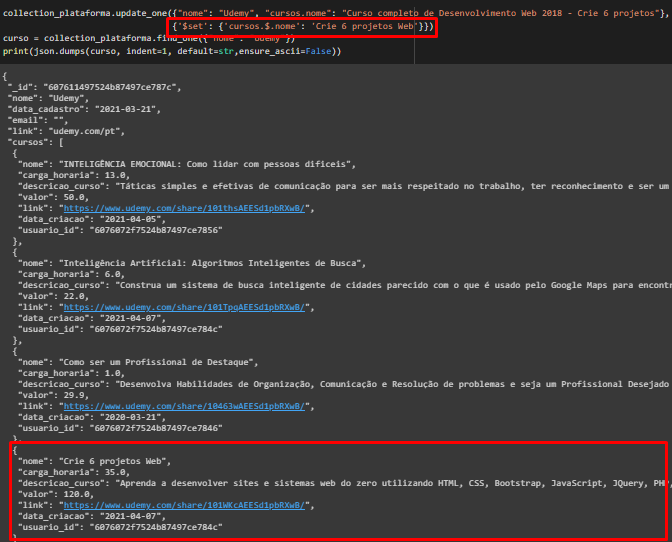 collection_plataforma.update_one({"nome": "Udemy", "cursos.nome": "Curso completo de Desenvolvimento Web 2018 - Crie 6 projetos"},
{'$set': {'cursos.$.nome': 'Crie 6 projetos Web'}})
curso = collection_plataforma.find_one({"nome": "Udemy"})
print(json.dumps(curso, indent=1, default=str,ensure_ascii=False))
{
"_id": "607611497524b87497ce787c",
"nome": "Udemy",
"data_cadastro": "2021-03-21",
"email": "",
"link": "udemy.com/pt",
"cursos": [
{
"nome": "INTELIGÊNCIA EMOCIONAL: Como lidar com pessoas difíceis",
"carga_horaria": 13.0,
"descricao_curso": "Táticas simples e efetivas de comunicação para ser mais respeitado no trabalho, ter reconhecimento e ser um
"valor": 50.0,
"link": "https://www.udemy.com/share/101thsAEESd1pbRXwB/",
"data_criacao": "2021-04-05",
"usuario_id": "6076072f7524b87497ce7856"
},
{
"nome": "Inteligência Artificial: Algoritmos Inteligentes de Busca",
"carga_horaria": 6.0,
"descricao_curso": "Construa um sistema de busca inteligente de cidades parecido com o que é usado pelo Google Maps para encontr
"valor": 22.0,
"link": "https://www.udemy.com/share/101TpqAEESd1pbRXwB/",
"data_criacao": "2021-04-07",
"usuario_id": "6076072f7524b87497ce784c"
},
{
"nome": "Como ser um Profissional de Destaque",
"carga_horaria": 1.0,
"descricao_curso": "Desenvolva Habilidades de Organização, Comunicação e Resolução de problemas e seja um Profissional Desejado
"valor": 29.9,
"link": "https://www.udemy.com/share/10463wAEESd1pbRXwB/",
"data_criacao": "2020-03-21",
"usuario_id": "6076072f7524b87497ce7846"
},
{
"nome": "Crie 6 projetos Web",
"carga_horaria": 35.0,
"descricao_curso": "Aprenda a desenvolver sites e sistemas web do zero utilizando HTML, CSS, Bootstrap, JavaScript, JQuery, PHP,
"valor": 120.0,
"link": "https://www.udemy.com/share/101WKcAEESd1pbRXwB/",
"data_criacao": "2021-04-07",
"usuario_id": "6076072f7524b87497ce784c"